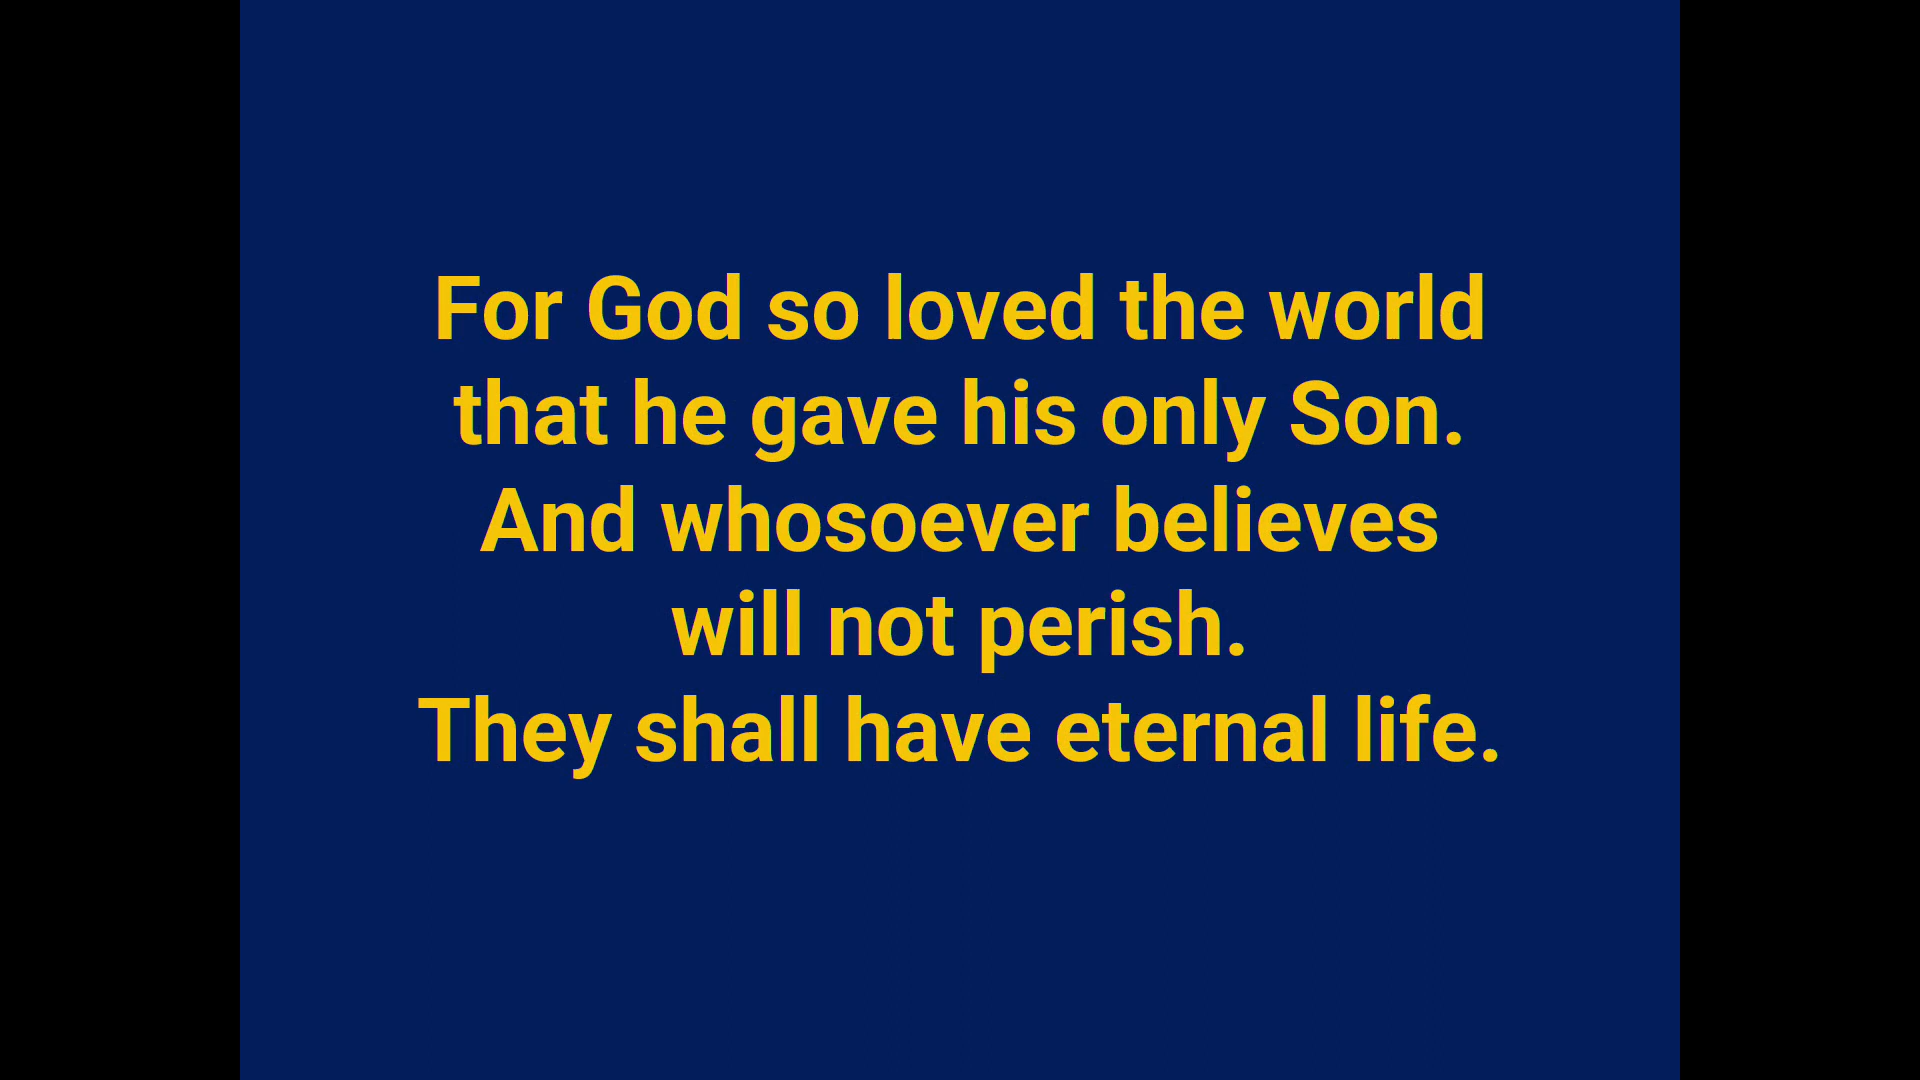 For God so loved the world
that he gave his only Son.
And whosoever believes
will not perish.
They shall have eternal life.